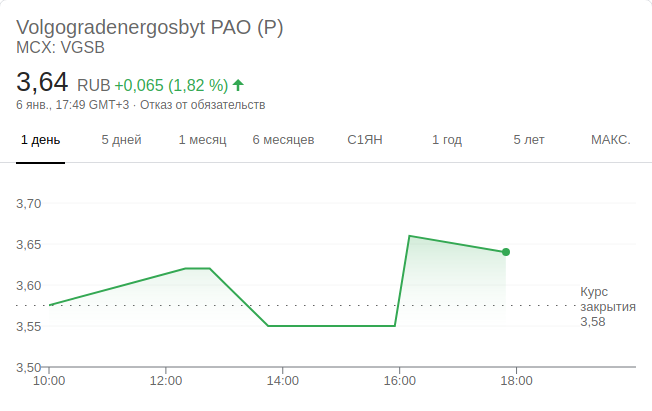 Volgogradenergosbyt PAO (P)
MCX: VGSB
3,64 RUB +0,065 (1,82 %)
6 янв., 17:49 GMT+3 · Отказ от обязательств
1 день 5 дней 1 месяц 6 месяцев С1ЯН 1 год 5 лет МАКС.
3,70
3,65
3,60
3,55
3,50
Курс
закрытия
3,58
10:00 12:00 14:00 16:00 18:00